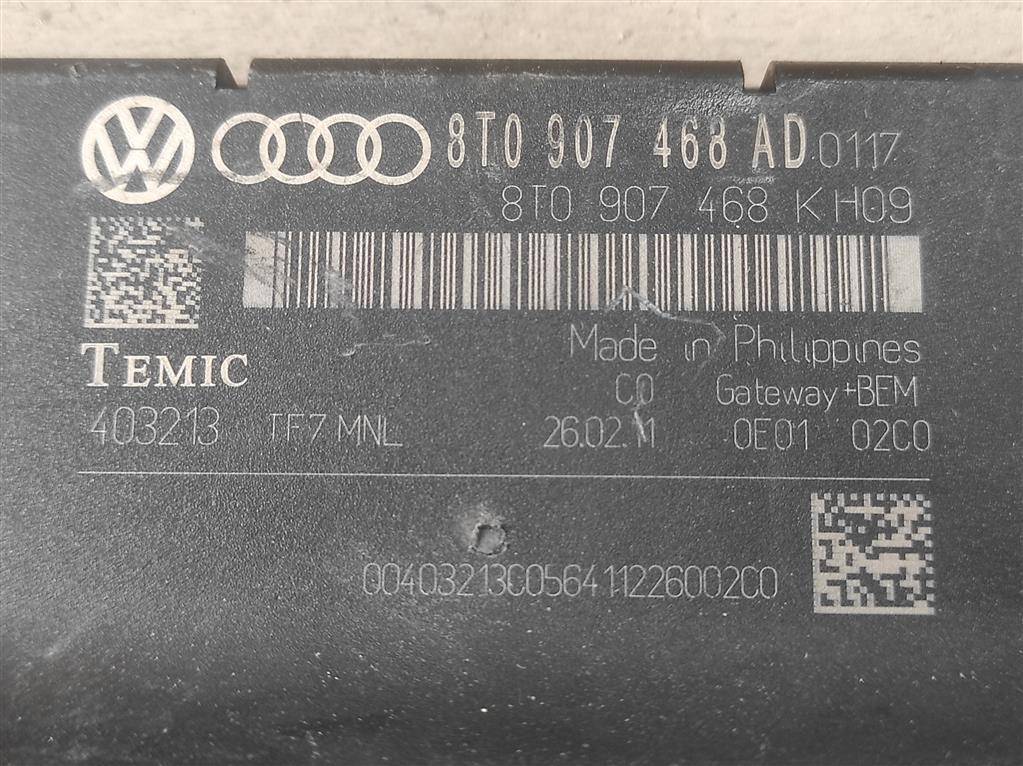 8T0 907 468 AD 0117
8T0 907 468 K H09
TEMIC
Made in Philippines
C0 Gateway+BEM
403213 TF7 MNL 26.02.11 0E01 02C0
00403213C056411226002C0